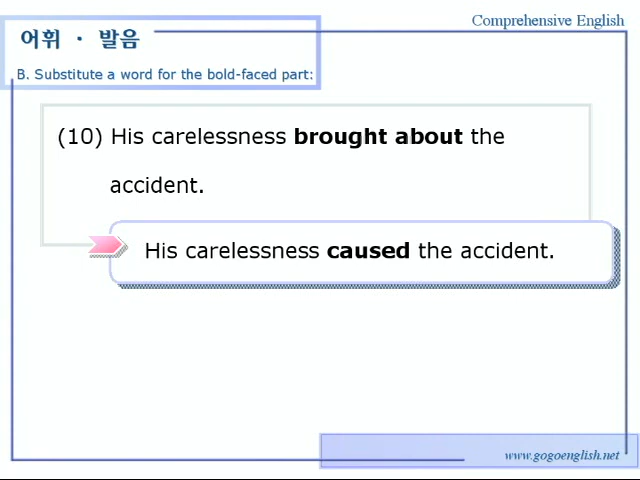 Comprehensive English
어휘 · 발음
B. Substitute a word for the bold-faced part:
(10) His carelessness brought about the
accident.
His carelessness caused the accident.
www.gogoenglish.net